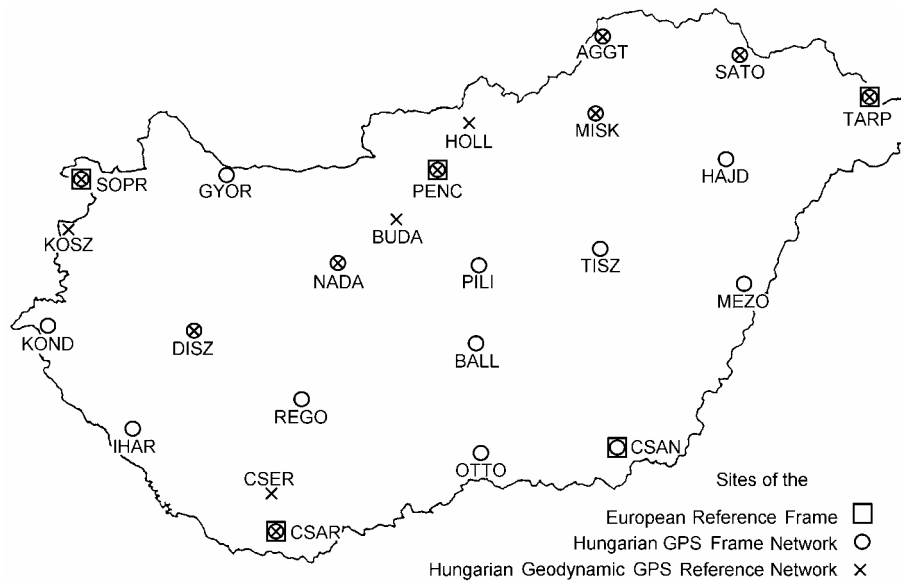 AGGT
SATO
TARP
MISK
HOLL
HAJD
PENC
SOPR
GYOR
BUDA
KOSZ
TISZ
NADA
PILI
MEZO
KOND
DISZ
BALL
REGO
IHAR
CSAN
OTTO
CSER
CSAR
Sites of the
European Reference Frame
Hungarian GPS Frame Network
Hungarian Geodynamic GPS Reference Network